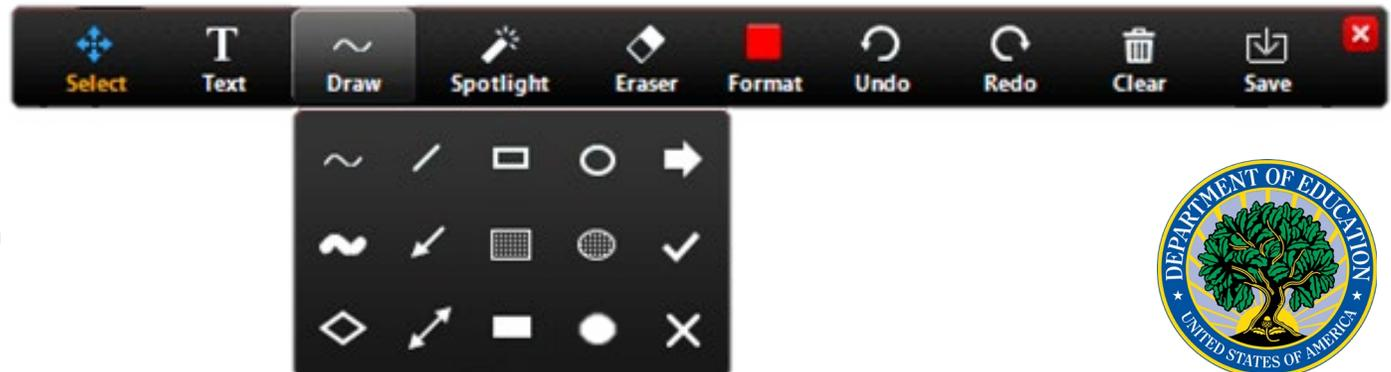 Select Text Draw Spotlight Eraser Format Undo Redo Clear Save
DEPARTMENT OF EDUCATION
UNITED STATES OF AMERICA